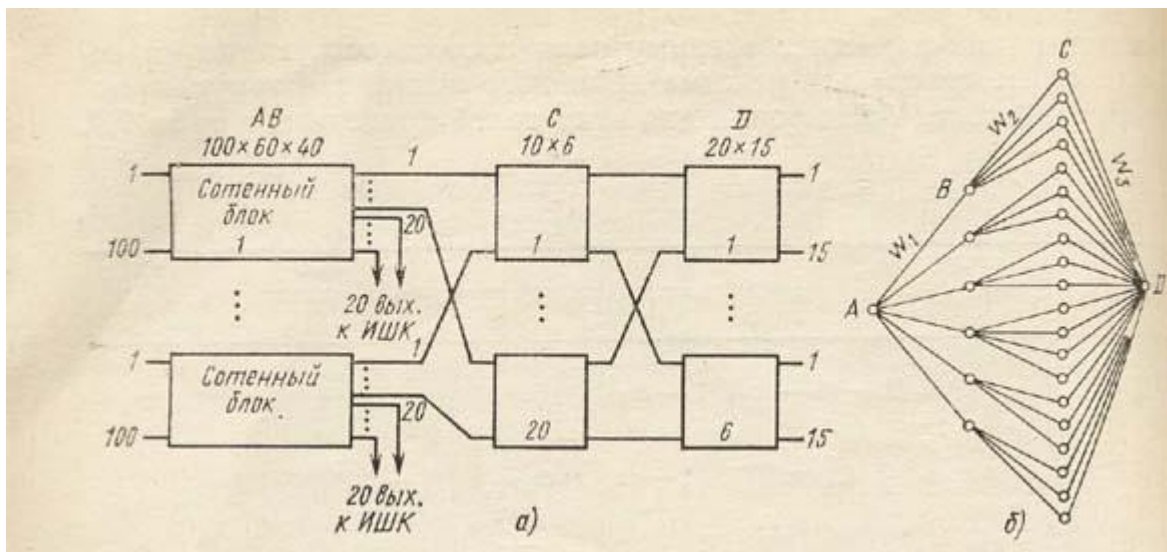 AB
100×60×40
C
10×6
D
20×15
1
Сотенный
блок
1
100
1
20
20 вых.
к ИШК
1
15
1
1
1
Сотенный
блок
100
1
20
20 вых.
к ИШК
20
6
1
15
а)
A
B
C
D
W1
W2
W3
б)